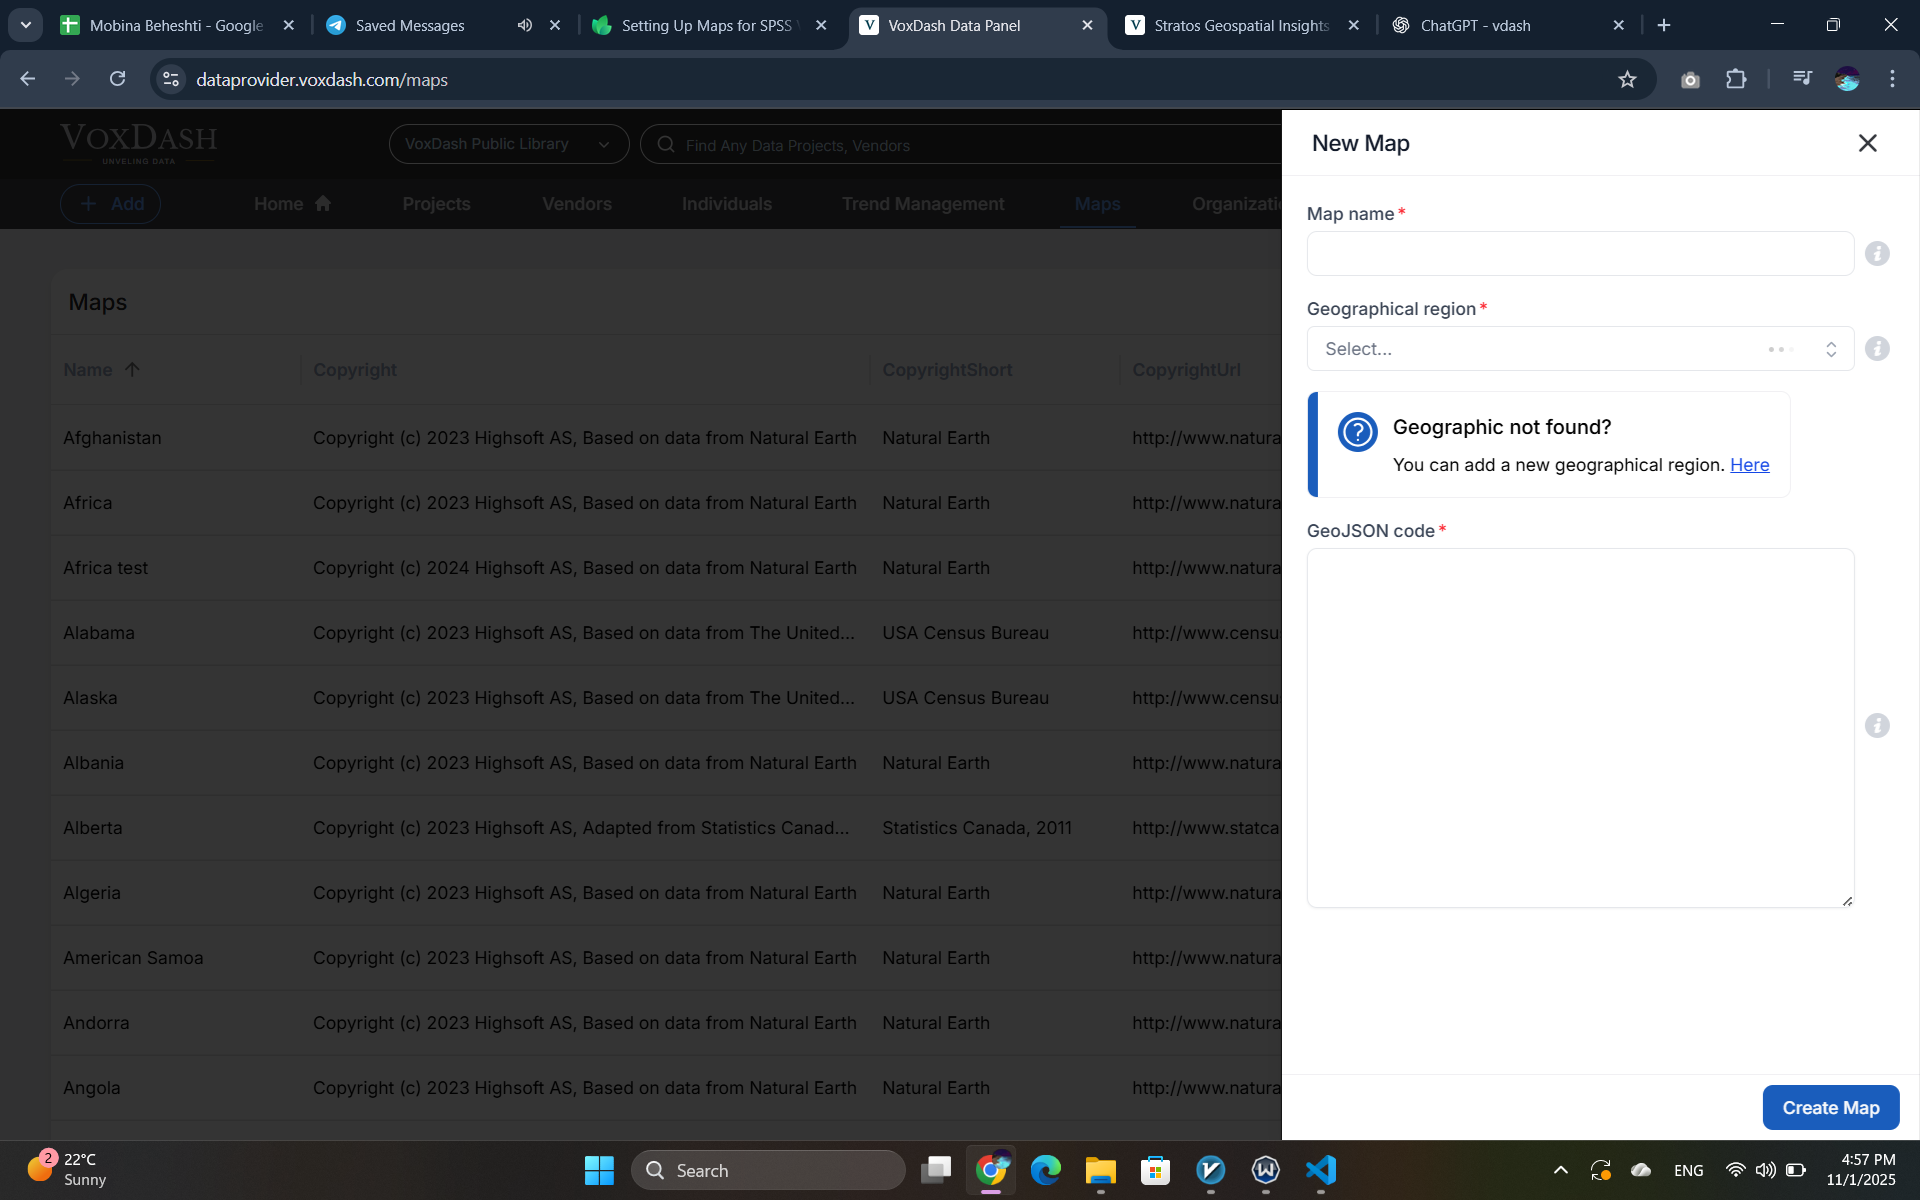 Mobina Beheshti - Google
Saved Messages
Setting Up Maps for SPSS
VoxDash Data Panel
Stratos Geospatial Insights
ChatGPT - vdash
dataprovider.voxdash.com/maps
VOXDASH
UNVELING DATA
VoxDash Public Library
Find Any Data Projects, Vendors
Add
Home
Projects
Vendors
Individuals
Trend Management
Maps
Organizati
Maps
Name
Copyright
CopyrightShort
CopyrightUrl
Afghanistan
Copyright (c) 2023 Highsoft AS, Based on data from Natural Earth
Natural Earth
http://www.natura
Africa
Copyright (c) 2023 Highsoft AS, Based on data from Natural Earth
Natural Earth
http://www.natura
Africa test
Copyright (c) 2024 Highsoft AS, Based on data from Natural Earth
Natural Earth
http://www.natura
Alabama
Copyright (c) 2023 Highsoft AS, Based on data from The United...
USA Census Bureau
http://www.censu
Alaska
Copyright (c) 2023 Highsoft AS, Based on data from The United...
USA Census Bureau
http://www.censu
Albania
Copyright (c) 2023 Highsoft AS, Based on data from Natural Earth
Natural Earth
http://www.natura
Alberta
Copyright (c) 2023 Highsoft AS, Adapted from Statistics Canad...
Statistics Canada, 2011
http://www.statca
Algeria
Copyright (c) 2023 Highsoft AS, Based on data from Natural Earth
Natural Earth
http://www.natura
American Samoa
Copyright (c) 2023 Highsoft AS, Based on data from Natural Earth
Natural Earth
http://www.natura
Andorra
Copyright (c) 2023 Highsoft AS, Based on data from Natural Earth
Natural Earth
http://www.natura
Angola
Copyright (c) 2023 Highsoft AS, Based on data from Natural Earth
Natural Earth
http://www.natura
New Map
Map name*
Geographical region*
Select...
Geographic not found?
You can add a new geographical region. Here
GeoJSON code*
Create Map
2
22°C
Sunny
Search
ENG
4:57 PM
11/1/2025